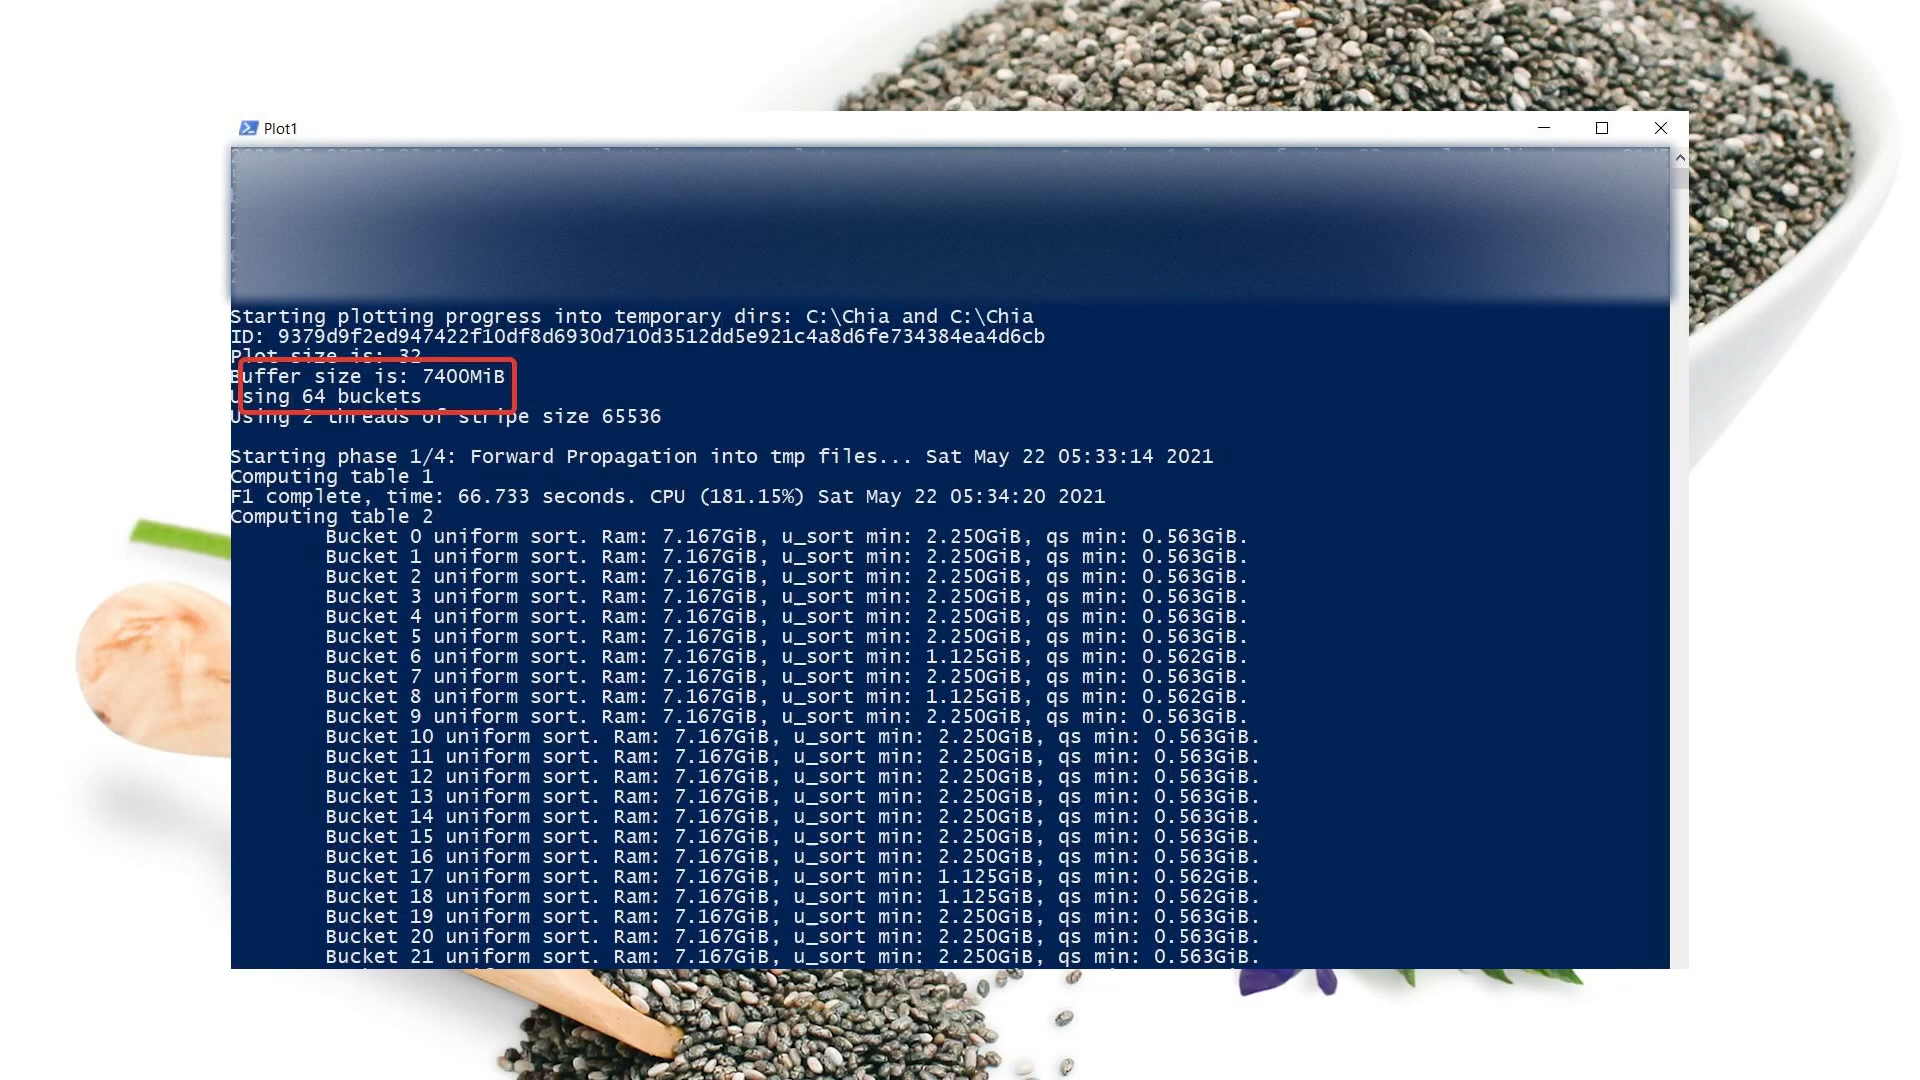 Plot1
Starting plotting progress into temporary dirs: C:\Chia and C:\Chia
ID: 9379d9f2ed947422f10df8d6930d710d3512dd5e921c4a8d6fe734384ea4d6cb
Plot size is: 32
Buffer size is: 7400MiB
Using 64 buckets
Using 2 threads of stripe size 65536
Starting phase 1/4: Forward Propagation into tmp files... Sat May 22 05:33:14 2021
Computing table 1
F1 complete, time: 66.733 seconds. CPU (181.15%) Sat May 22 05:34:20 2021
Computing table 2
Bucket 0 uniform sort. Ram: 7.167GiB, u_sort min: 2.250GiB, qs min: 0.563GiB.
Bucket 1 uniform sort. Ram: 7.167GiB, u_sort min: 2.250GiB, qs min: 0.563GiB.
Bucket 2 uniform sort. Ram: 7.167GiB, u_sort min: 2.250GiB, qs min: 0.563GiB.
Bucket 3 uniform sort. Ram: 7.167GiB, u_sort min: 2.250GiB, qs min: 0.563GiB.
Bucket 4 uniform sort. Ram: 7.167GiB, u_sort min: 2.250GiB, qs min: 0.563GiB.
Bucket 5 uniform sort. Ram: 7.167GiB, u_sort min: 2.250GiB, qs min: 0.563GiB.
Bucket 6 uniform sort. Ram: 7.167GiB, u_sort min: 1.125GiB, qs min: 0.562GiB.
Bucket 7 uniform sort. Ram: 7.167GiB, u_sort min: 2.250GiB, qs min: 0.563GiB.
Bucket 8 uniform sort. Ram: 7.167GiB, u_sort min: 1.125GiB, qs min: 0.562GiB.
Bucket 9 uniform sort. Ram: 7.167GiB, u_sort min: 2.250GiB, qs min: 0.563GiB.
Bucket 10 uniform sort. Ram: 7.167GiB, u_sort min: 2.250GiB, qs min: 0.563GiB.
Bucket 11 uniform sort. Ram: 7.167GiB, u_sort min: 2.250GiB, qs min: 0.563GiB.
Bucket 12 uniform sort. Ram: 7.167GiB, u_sort min: 2.250GiB, qs min: 0.563GiB.
Bucket 13 uniform sort. Ram: 7.167GiB, u_sort min: 2.250GiB, qs min: 0.563GiB.
Bucket 14 uniform sort. Ram: 7.167GiB, u_sort min: 2.250GiB, qs min: 0.563GiB.
Bucket 15 uniform sort. Ram: 7.167GiB, u_sort min: 2.250GiB, qs min: 0.563GiB.
Bucket 16 uniform sort. Ram: 7.167GiB, u_sort min: 2.250GiB, qs min: 0.563GiB.
Bucket 17 uniform sort. Ram: 7.167GiB, u_sort min: 1.125GiB, qs min: 0.562GiB.
Bucket 18 uniform sort. Ram: 7.167GiB, u_sort min: 1.125GiB, qs min: 0.562GiB.
Bucket 19 uniform sort. Ram: 7.167GiB, u_sort min: 2.250GiB, qs min: 0.563GiB.
Bucket 20 uniform sort. Ram: 7.167GiB, u_sort min: 2.250GiB, qs min: 0.563GiB.
Bucket 21 uniform sort. Ram: 7.167GiB, u_sort min: 2.250GiB, qs min: 0.563GiB.